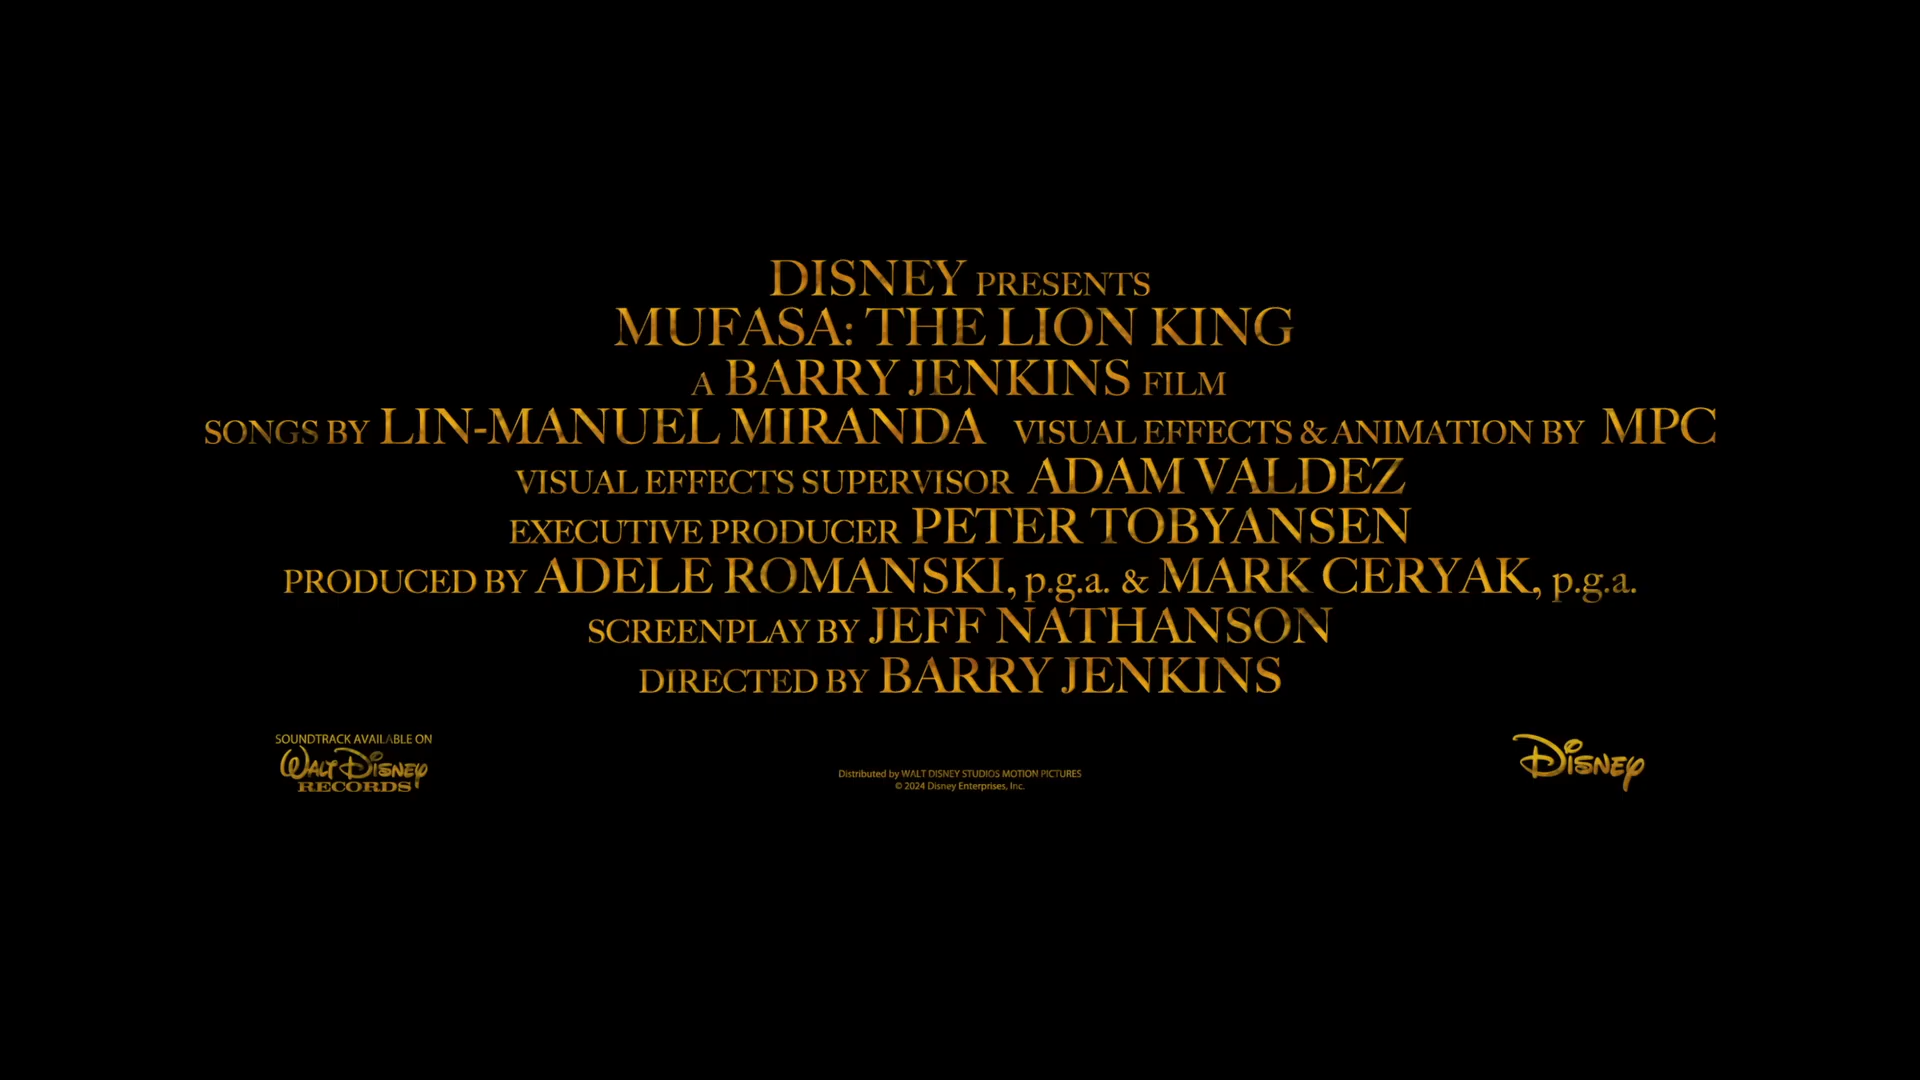 DISNEY PRESENTS
MUFASA: THE LION KING
A BARRY JENKINS FILM
SONGS BY LIN-MANUEL MIRANDA VISUAL EFFECTS & ANIMATION BY MPC
VISUAL EFFECTS SUPERVISOR ADAM VALDEZ
EXECUTIVE PRODUCER PETER TOBYANSEN
PRODUCED BY ADELE ROMANSKI, p.g.a. & MARK CERYAK, p.g.a.
SCREENPLAY BY JEFF NATHANSON
DIRECTED BY BARRY JENKINS
SOUNDTRACK AVAILABLE ON
WALT DISNEY
RECORDS
Distributed by WALT DISNEY STUDIOS MOTION PICTURES
© 2024 Disney Enterprises, Inc.
DISNEY